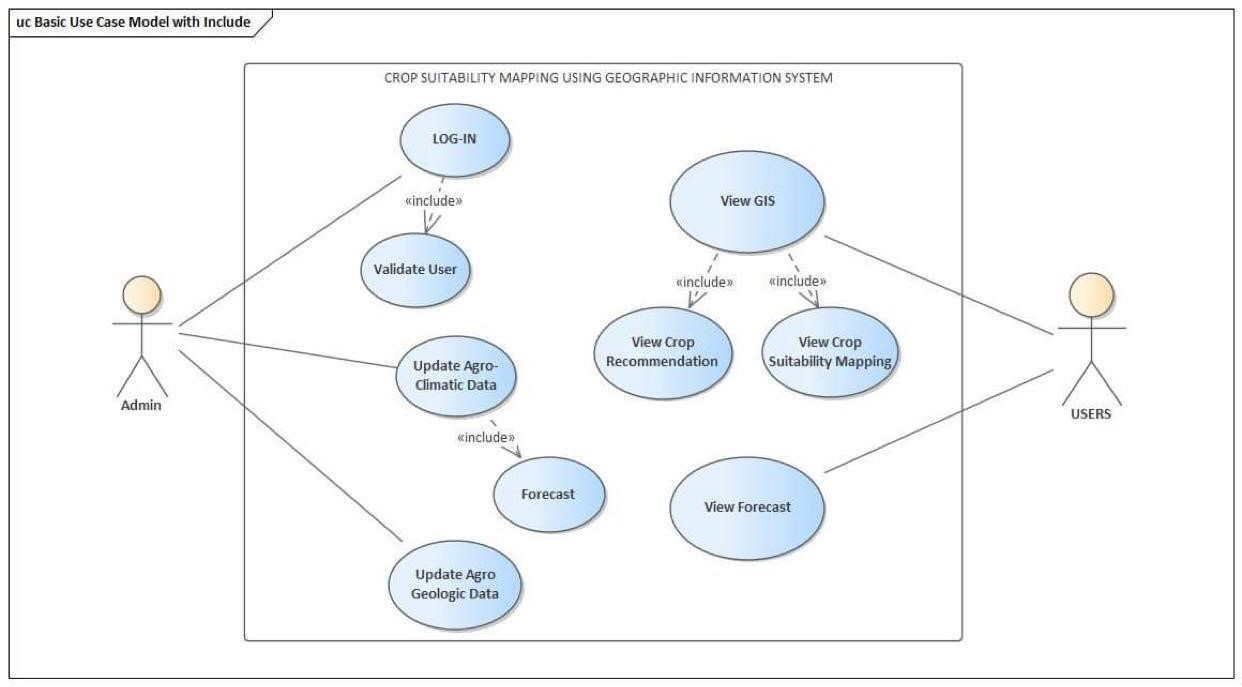 uc Basic Use Case Model with Include
CROP SUITABILITY MAPPING USING GEOGRAPHIC INFORMATION SYSTEM
LOG-IN
«include»
Validate User
Admin
Update Agro-
Climatic Data
«include»
Forecast
Update Agro
Geologic Data
View GIS
«include»
«include»
View Crop
Recommendation
View Crop
Suitability Mapping
View Forecast
USERS